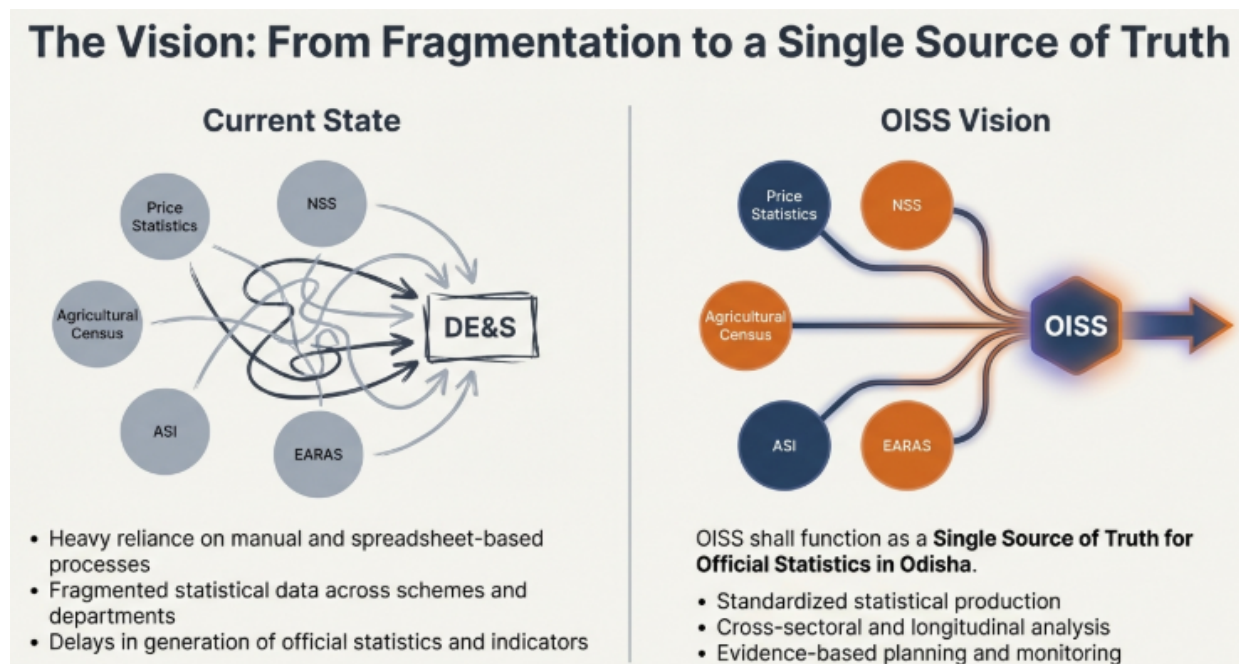 The Vision: From Fragmentation to a Single Source of Truth
Current State
Price
Statistics
NSS
Agricultural
Census
DE&S
ASI
EARAS
• Heavy reliance on manual and spreadsheet-based
processes
• Fragmented statistical data across schemes and
departments
• Delays in generation of official statistics and indicators
OISS Vision
Price
Statistics
NSS
Agricultural
Census
OISS
ASI
EARAS
OISS shall function as a Single Source of Truth for
Official Statistics in Odisha.
• Standardized statistical production
• Cross-sectoral and longitudinal analysis
• Evidence-based planning and monitoring